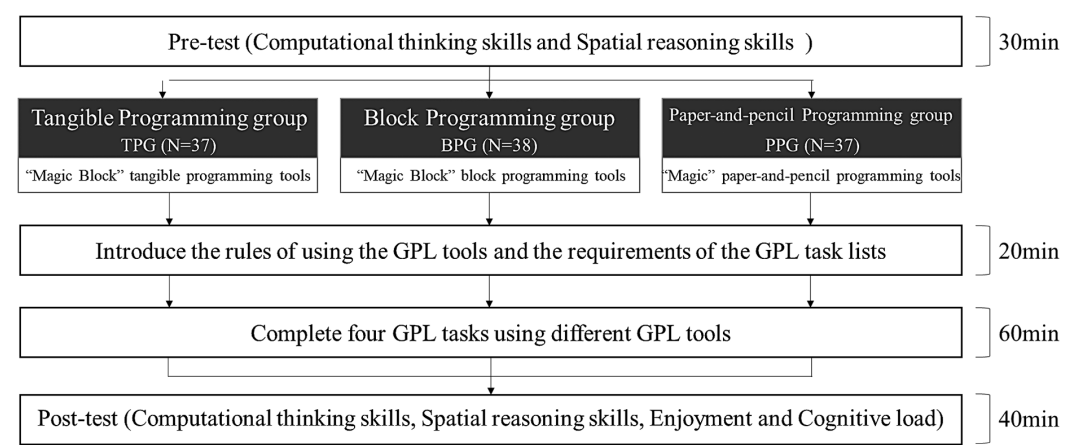 Pre-test (Computational thinking skills and Spatial reasoning skills )
30min
Tangible Programming group
TPG (N=37)
“Magic Block” tangible programming tools
Block Programming group
BPG (N=38)
“Magic Block” block programming tools
Paper-and-pencil Programming group
PPG (N=37)
“Magic” paper-and-pencil programming tools
Introduce the rules of using the GPL tools and the requirements of the GPL task lists
20min
Complete four GPL tasks using different GPL tools
60min
Post-test (Computational thinking skills, Spatial reasoning skills, Enjoyment and Cognitive load)
40min